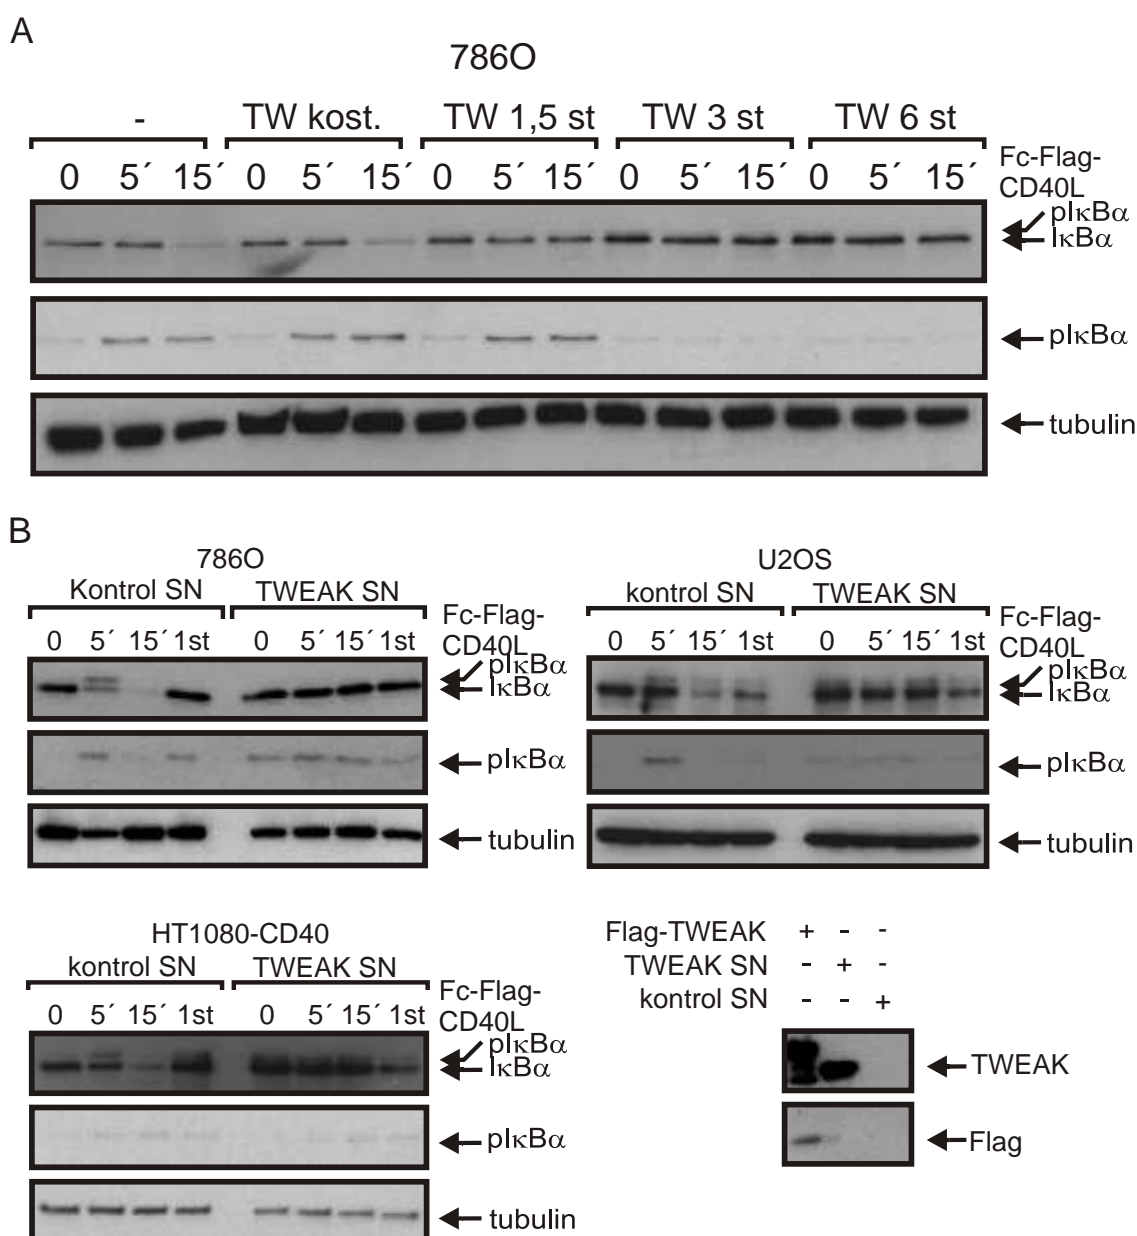 A
786O
- TW kost. TW 1,5 st TW 3 st TW 6 st
0 5´ 15´ 0 5´ 15´ 0 5´ 15´ 0 5´ 15´ 0 5´ 15´
Fc-Flag-
CD40L
pIκBα
IκBα
pIκBα
tubulin
B
786O
Kontrol SN TWEAK SN
0 5´ 15´ 1st 0 5´ 15´ 1st
Fc-Flag-
CD40L
pIκBα
IκBα
pIκBα
tubulin
U2OS
kontrol SN TWEAK SN
0 5´ 15´ 1st 0 5´ 15´ 1st
Fc-Flag-
CD40L
pIκBα
IκBα
pIκBα
tubulin
HT1080-CD40
kontrol SN TWEAK SN
0 5´ 15´ 1st 0 5´ 15´ 1st
Fc-Flag-
CD40L
pIκBα
IκBα
pIκBα
tubulin
Flag-TWEAK + - -
TWEAK SN - + -
kontrol SN - - +
TWEAK
Flag